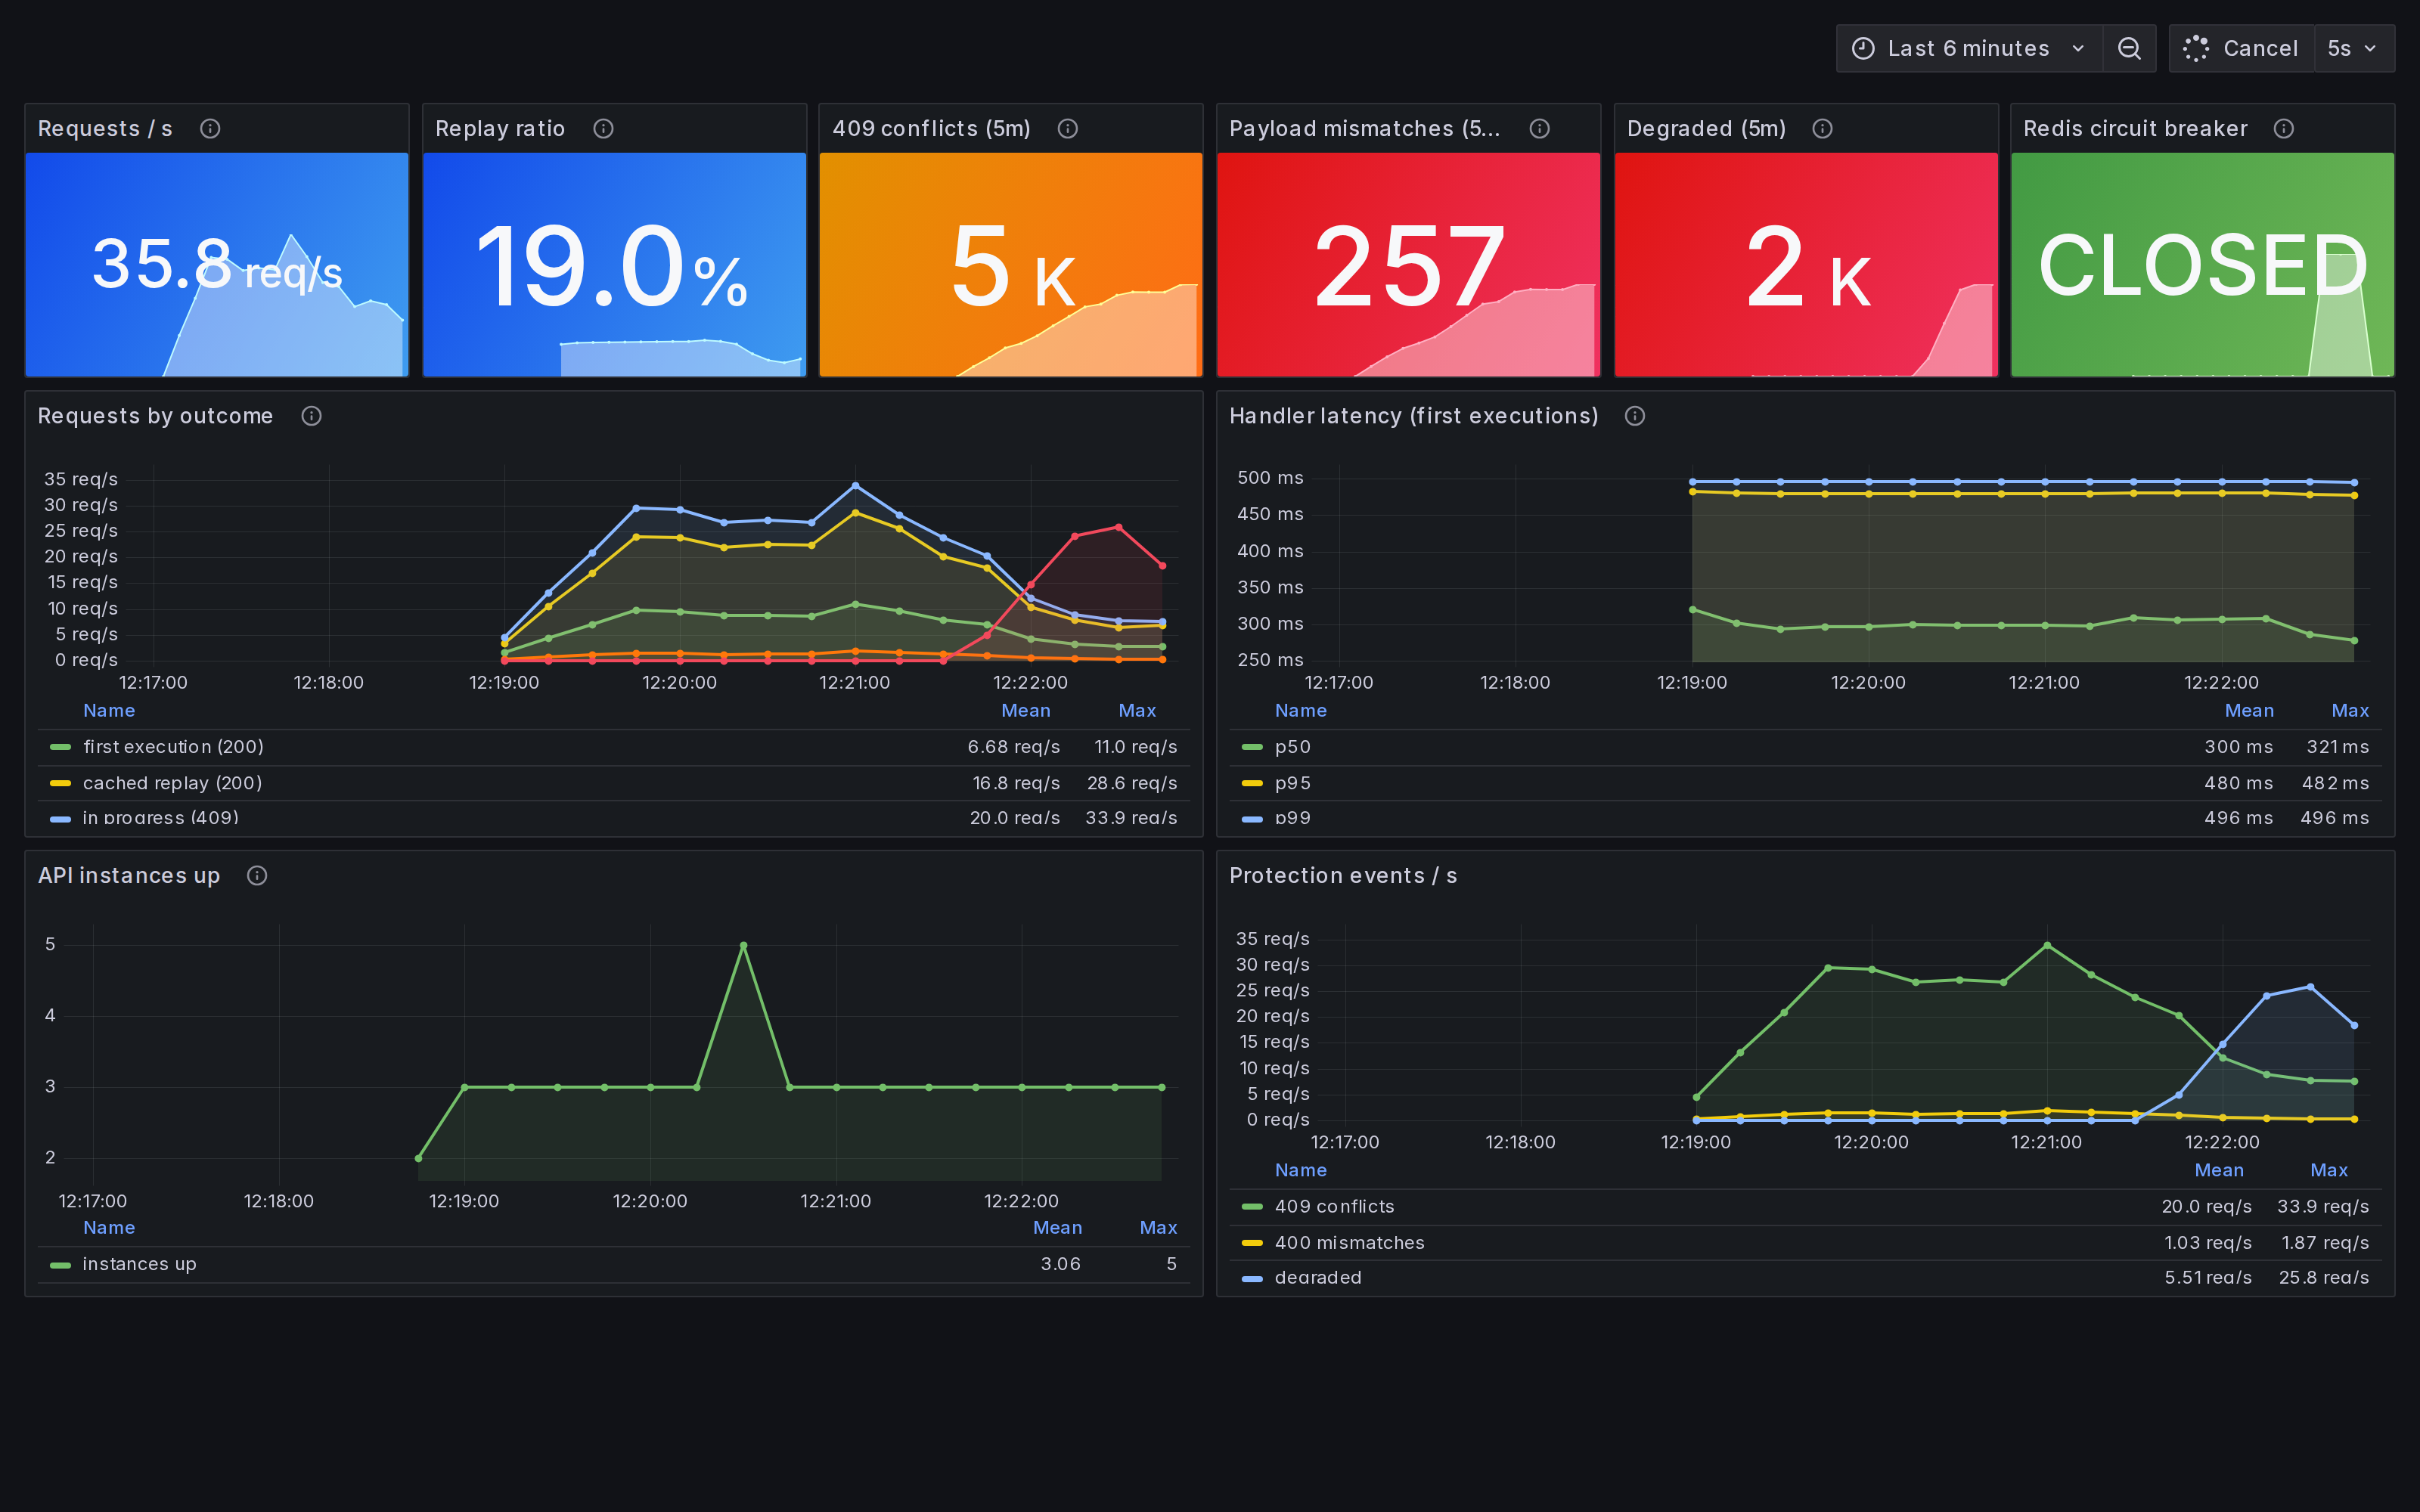 Last 6 minutes
Cancel
5s
Requests / s
Replay ratio
409 conflicts (5m)
Payload mismatches (5...
Degraded (5m)
Redis circuit breaker
35.8 req/s
19.0%
5 K
257
2 K
CLOSED
Requests by outcome
35 req/s
30 req/s
25 req/s
20 req/s
15 req/s
10 req/s
5 req/s
0 req/s
12:17:00 12:18:00 12:19:00 12:20:00 12:21:00 12:22:00
Name Mean Max
first execution (200) 6.68 req/s 11.0 req/s
cached replay (200) 16.8 req/s 28.6 req/s
in progress (409) 20.0 req/s 33.9 req/s
Handler latency (first executions)
500 ms
450 ms
400 ms
350 ms
300 ms
250 ms
12:17:00 12:18:00 12:19:00 12:20:00 12:21:00 12:22:00
Name Mean Max
p50 300 ms 321 ms
p95 480 ms 482 ms
p99 496 ms 496 ms
API instances up
5
4
3
2
12:17:00 12:18:00 12:19:00 12:20:00 12:21:00 12:22:00
Name Mean Max
instances up 3.06 5
Protection events / s
35 req/s
30 req/s
25 req/s
20 req/s
15 req/s
10 req/s
5 req/s
0 req/s
12:17:00 12:18:00 12:19:00 12:20:00 12:21:00 12:22:00
Name Mean Max
409 conflicts 20.0 req/s 33.9 req/s
400 mismatches 1.03 req/s 1.87 req/s
degraded 5.51 req/s 25.8 req/s